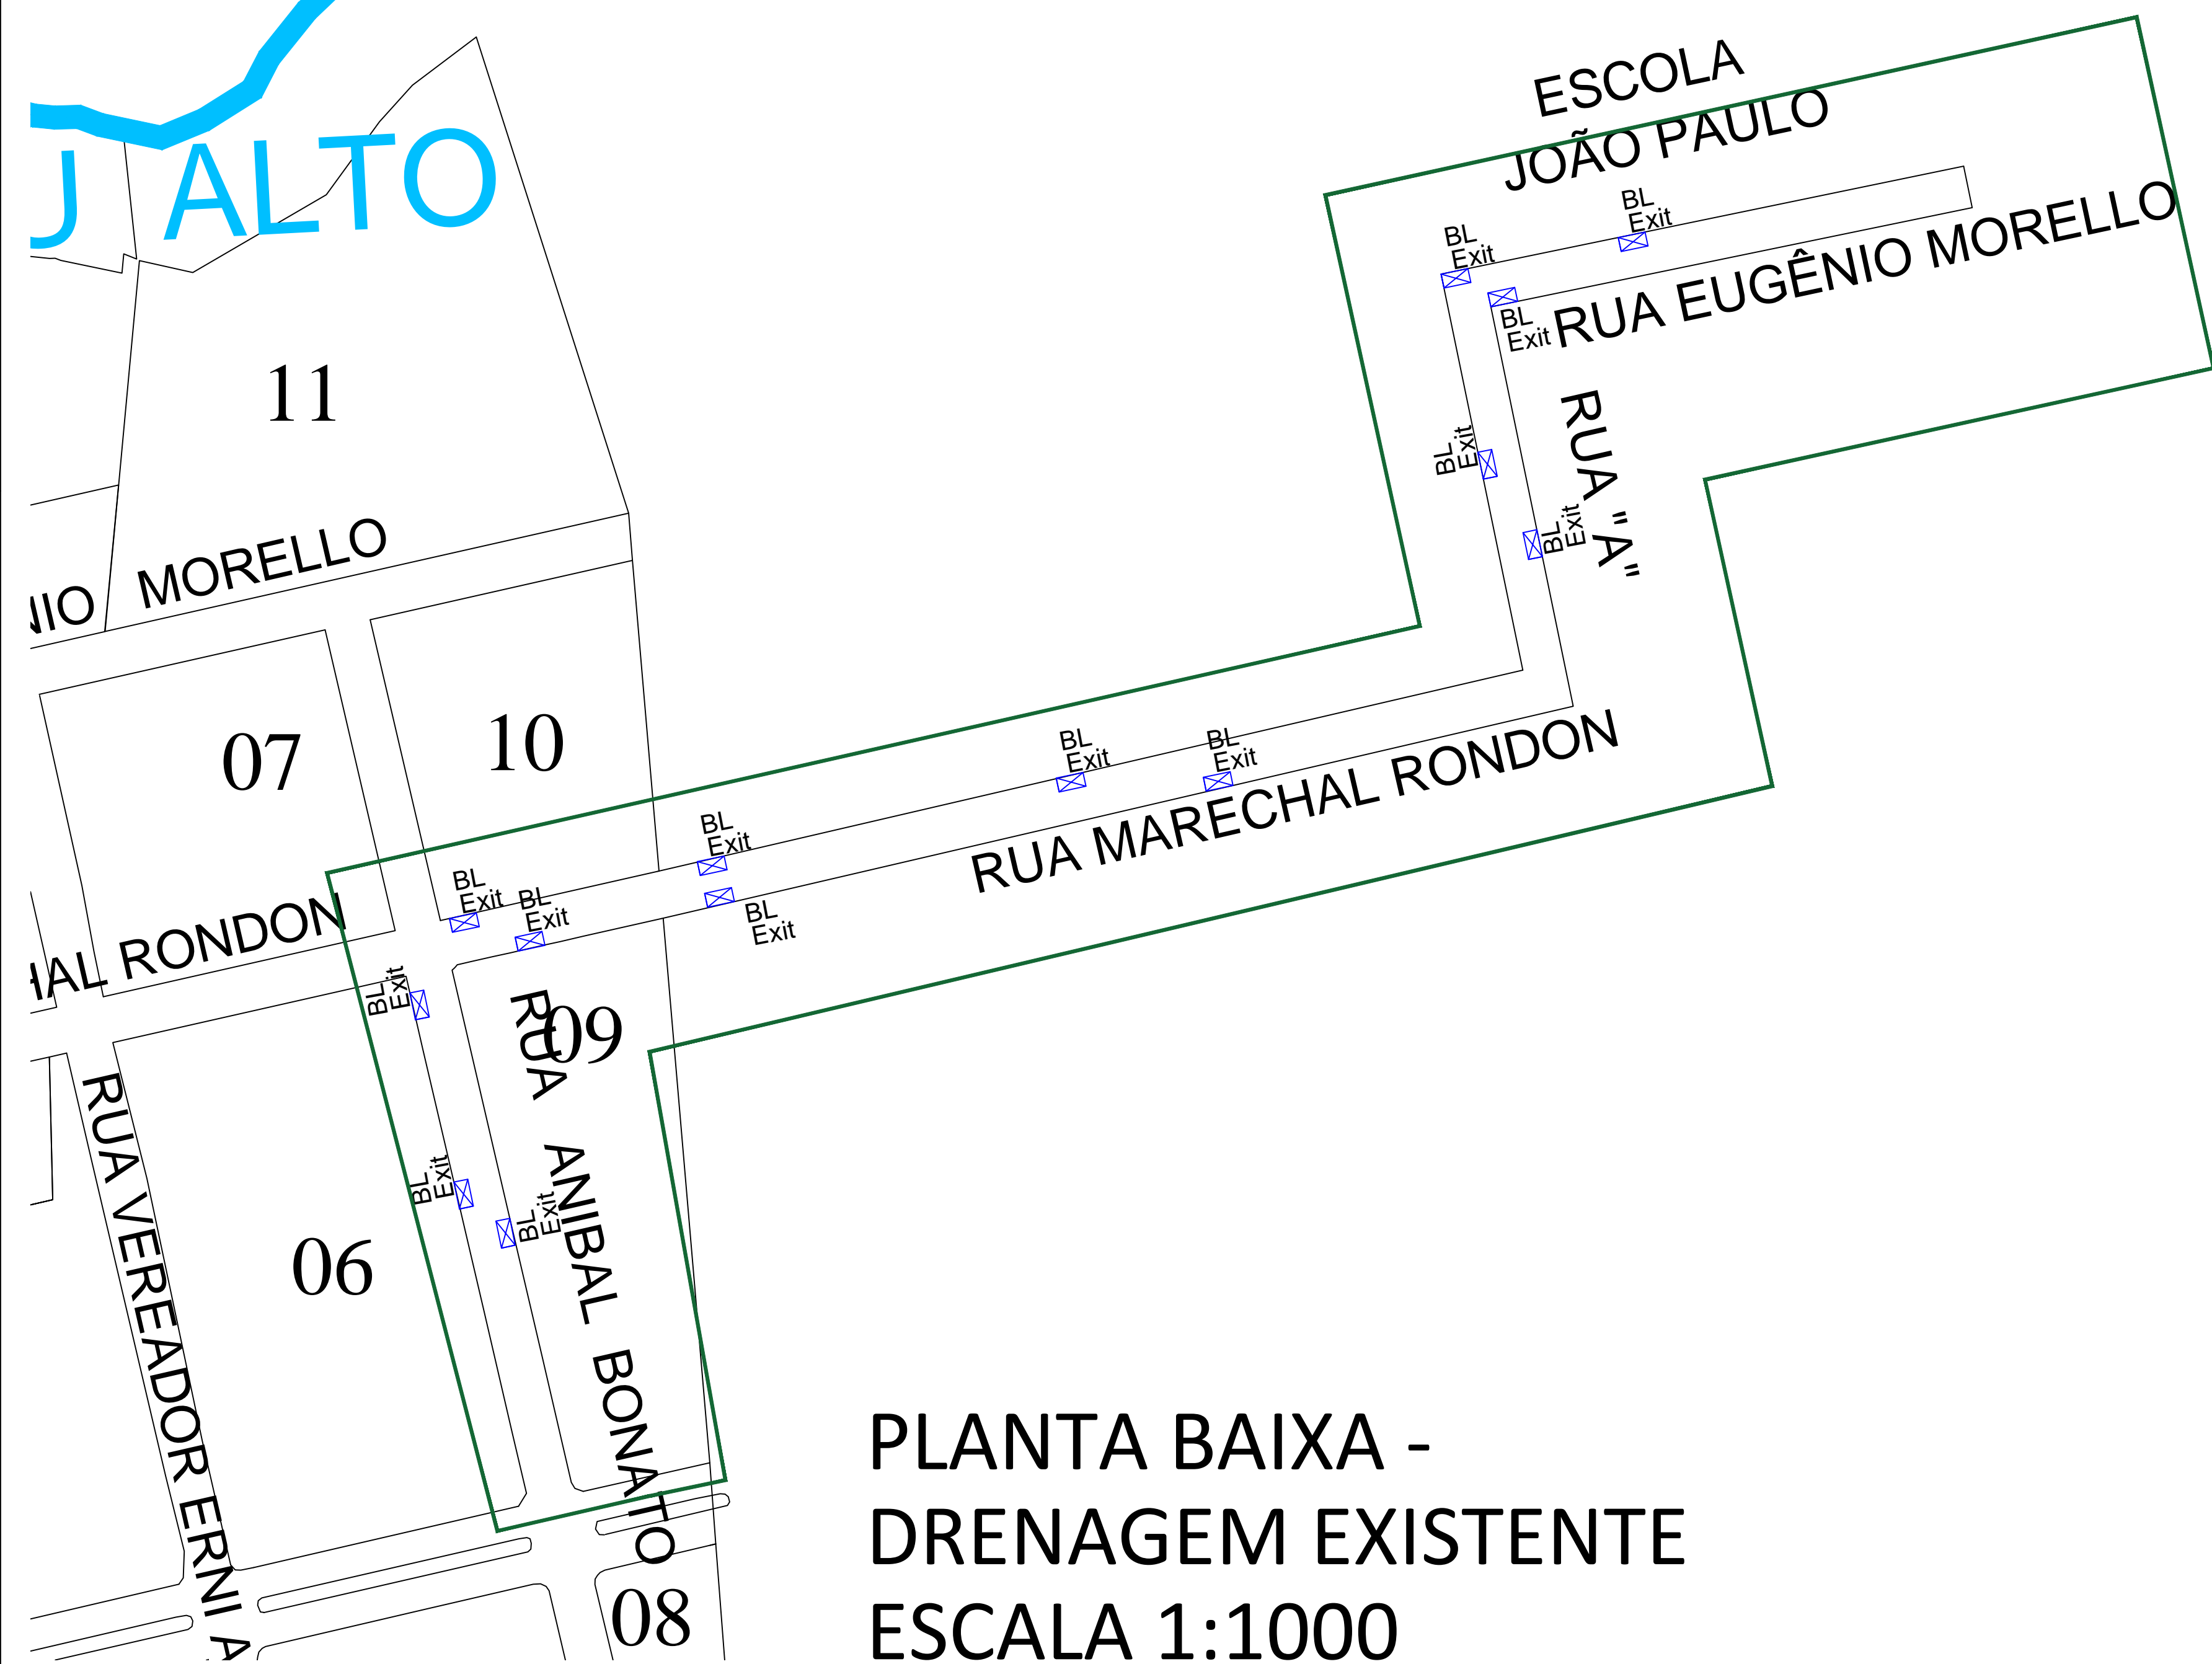 ESCOLA
JOÃO PAULO
BL
Exit
BL
Exit
RUA EUGÊNIO MORELLO
BL
Exit
J ALTO
11
RUA "A"
BL
Exit
BL
Exit
NIO MORELLO
07
10
BL
Exit
BL
Exit
RUA MARECHAL RONDON
BL
Exit
BL
Exit
BL
Exit
BL
Exit
HAL RONDON
BL
Exit
09
RUA ANIBAL BONATO
BL
Exit
BL
Exit
06
RUA VEREADOR ERNI A
08
PLANTA BAIXA -
DRENAGEM EXISTENTE
ESCALA 1:1000